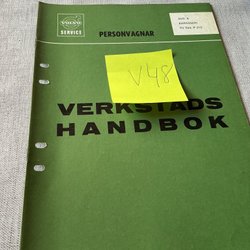 VOLVO
SERVICE
PERSONVAGNAR
V48
VERKSTADS
HANDBOK